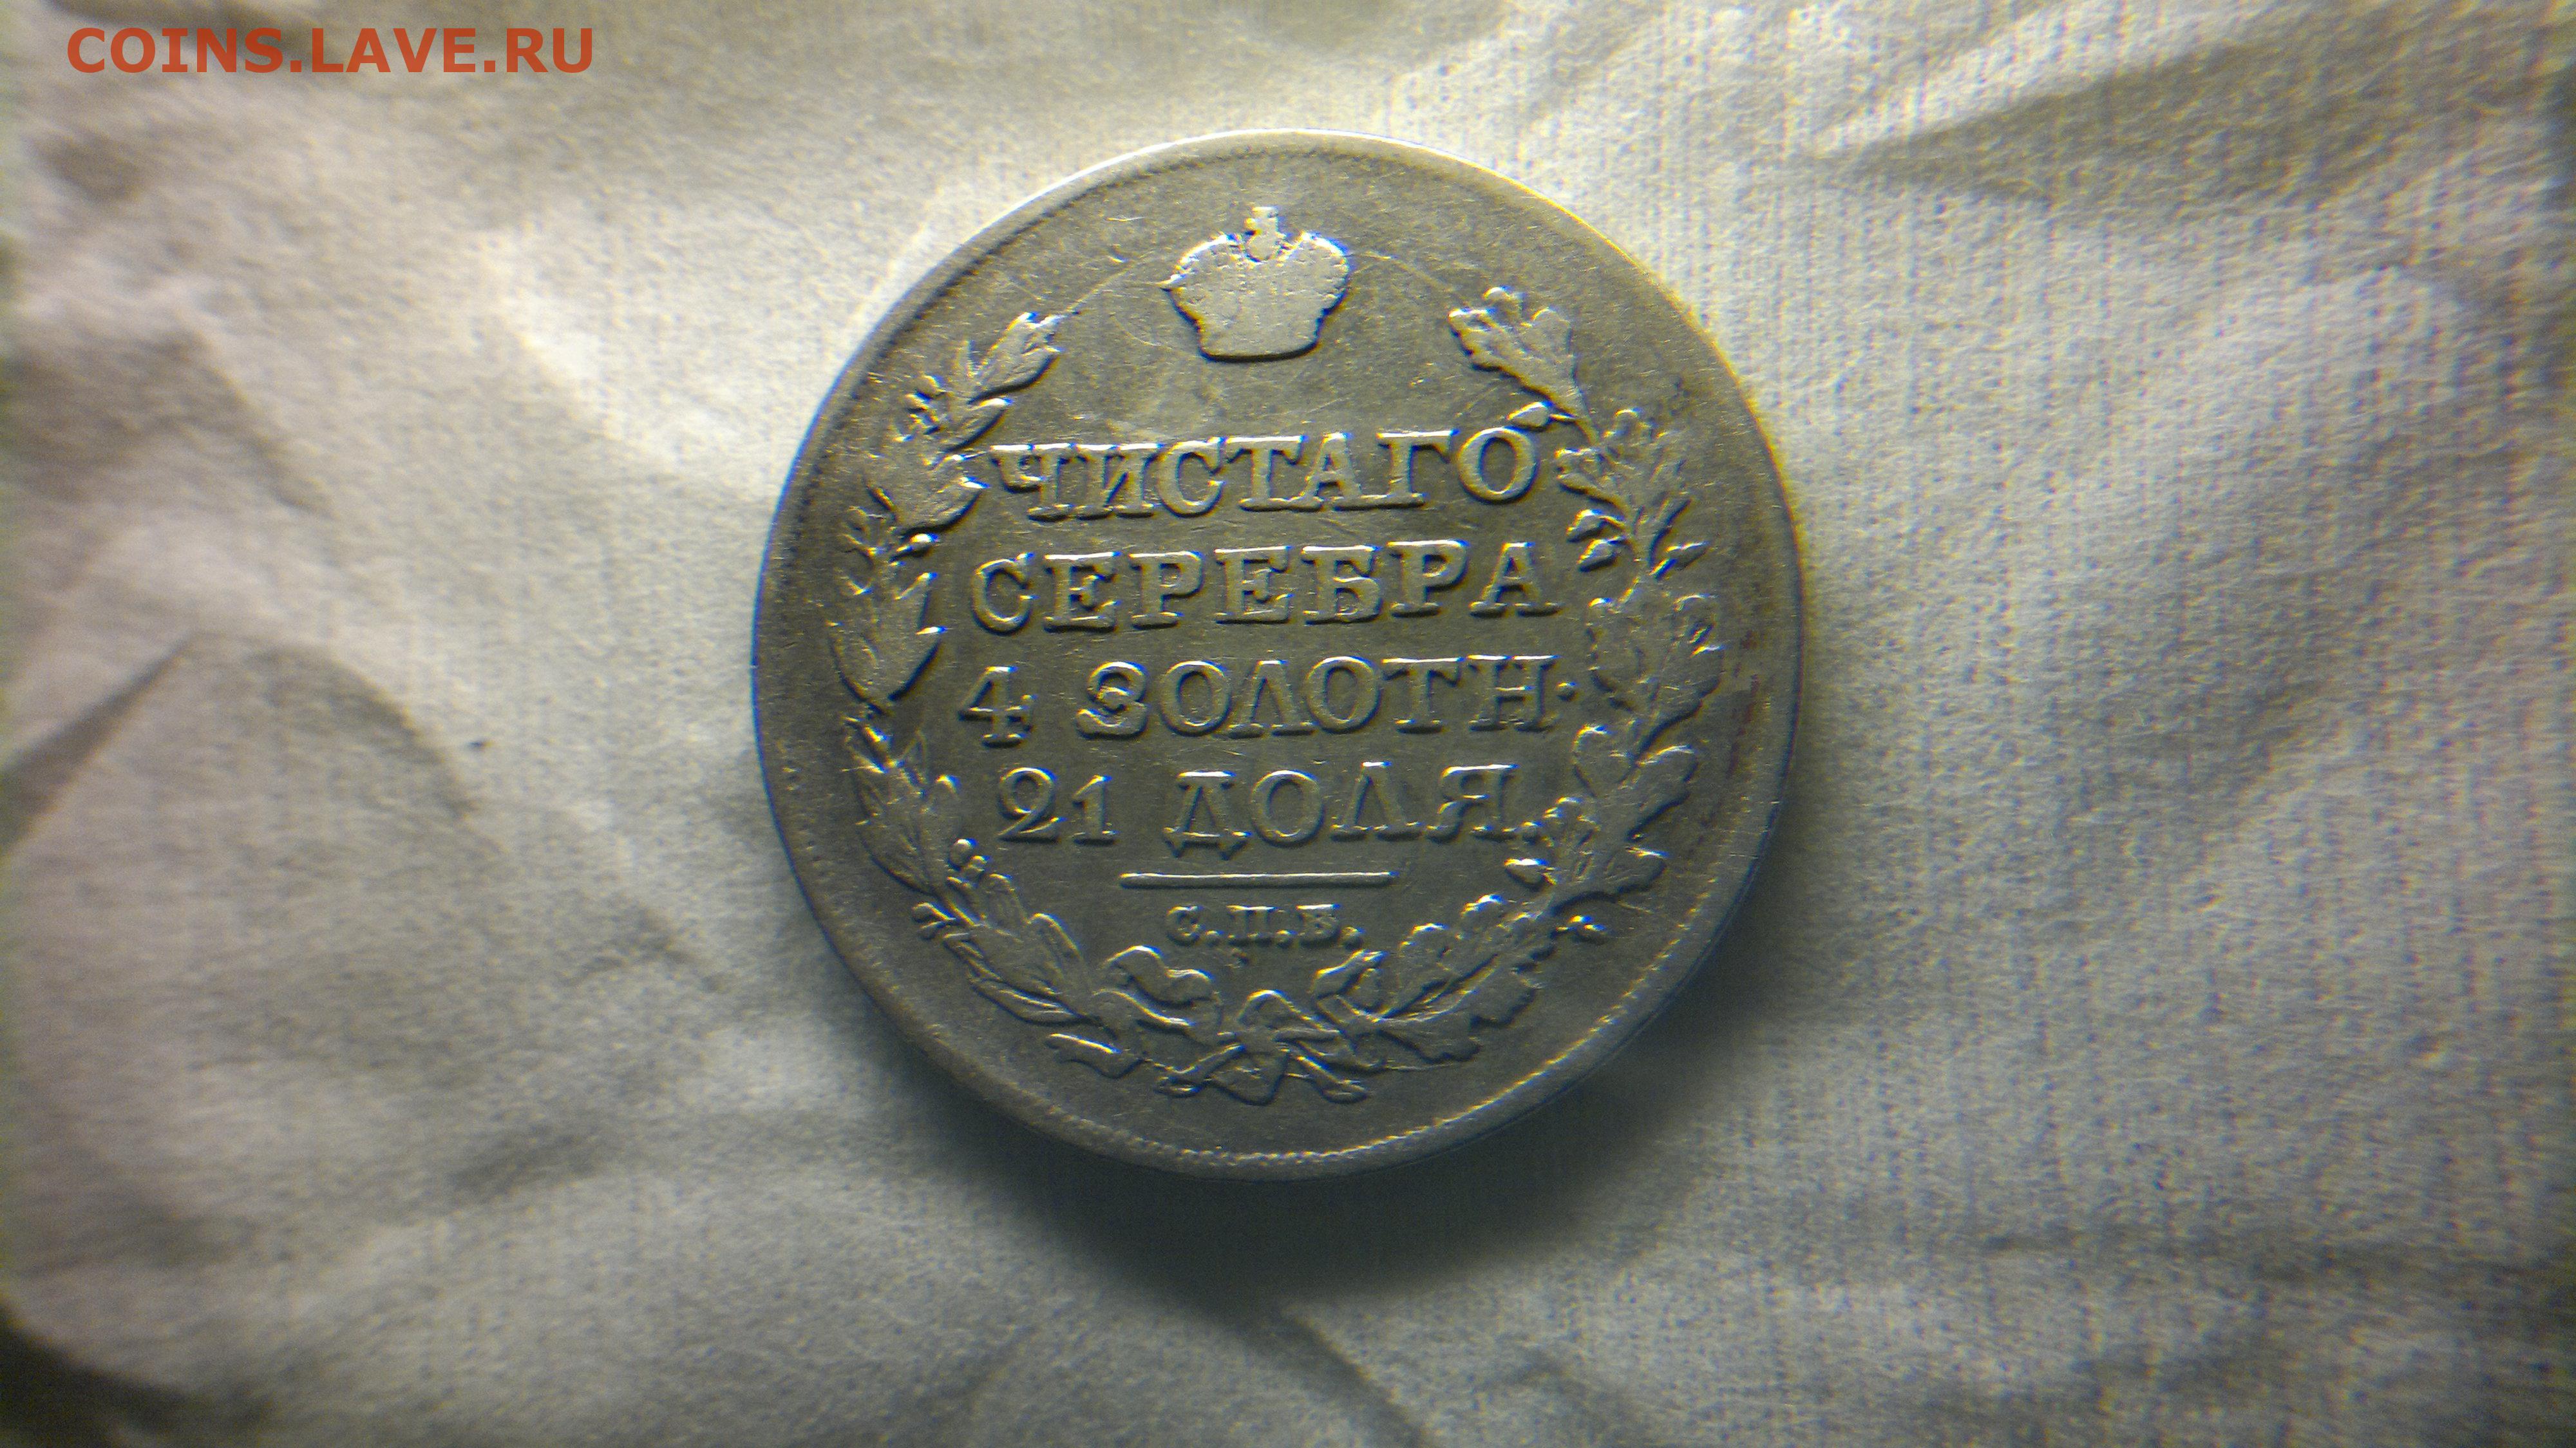 COINS.LAVE.RU
ЧИСТАГО
СЕРЕБРА
4 ЗОЛОТН·
21 ДОЛЯ.
С.П.Б.